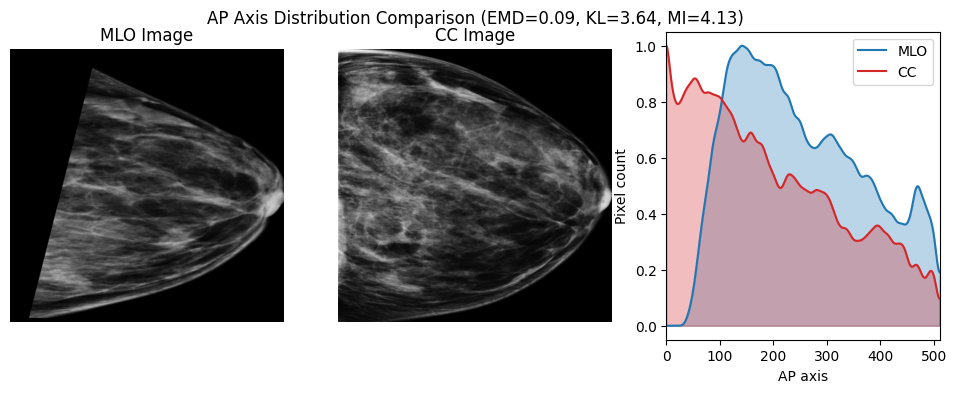 AP Axis Distribution Comparison (EMD=0.09, KL=3.64, MI=4.13)
MLO Image
CC Image
MLO
CC
Pixel count
1.0
0.8
0.6
0.4
0.2
0.0
0 100 200 300 400 500
AP axis